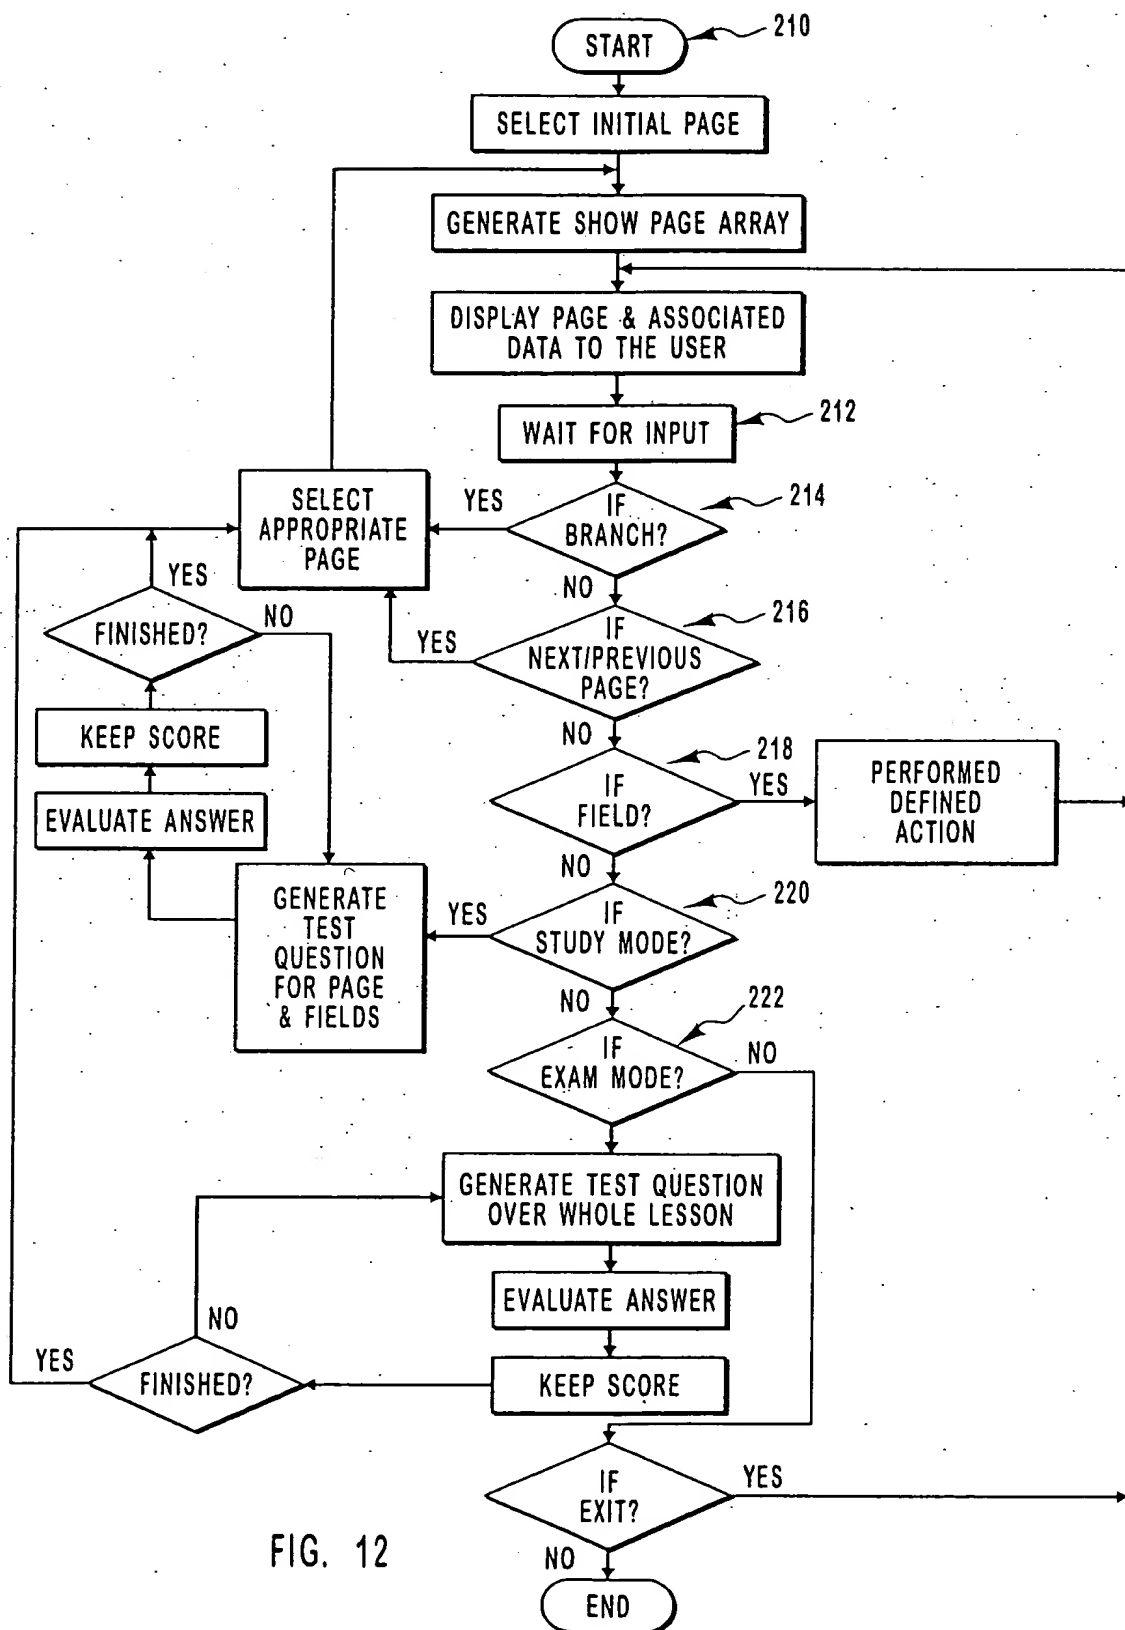 START
210
SELECT INITIAL PAGE
GENERATE SHOW PAGE ARRAY
DISPLAY PAGE & ASSOCIATED
DATA TO THE USER
WAIT FOR INPUT
212
SELECT
APPROPRIATE
PAGE
YES
IF
BRANCH?
214
NO
YES
FINISHED?
NO
YES
IF
NEXT/PREVIOUS
PAGE?
216
NO
KEEP SCORE
EVALUATE ANSWER
IF
FIELD?
218
YES
PERFORMED
DEFINED
ACTION
NO
GENERATE
TEST
QUESTION
FOR PAGE
& FIELDS
YES
IF
STUDY MODE?
220
NO
IF
EXAM MODE?
222
NO
GENERATE TEST QUESTION
OVER WHOLE LESSON
EVALUATE ANSWER
KEEP SCORE
NO
YES
FINISHED?
IF
EXIT?
YES
NO
END
FIG. 12